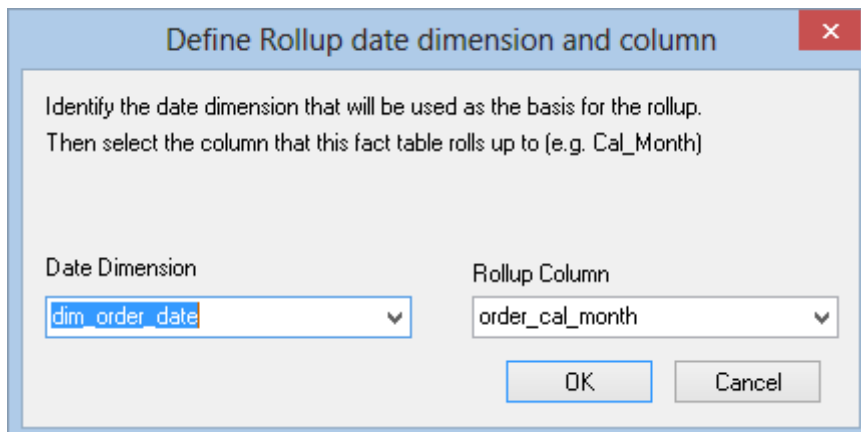 Define Rollup date dimension and column
Identify the date dimension that will be used as the basis for the rollup.
Then select the column that this fact table rolls up to (e.g. Cal_Month)
Date Dimension
Rollup Column
dim_order_date
order_cal_month
OK
Cancel